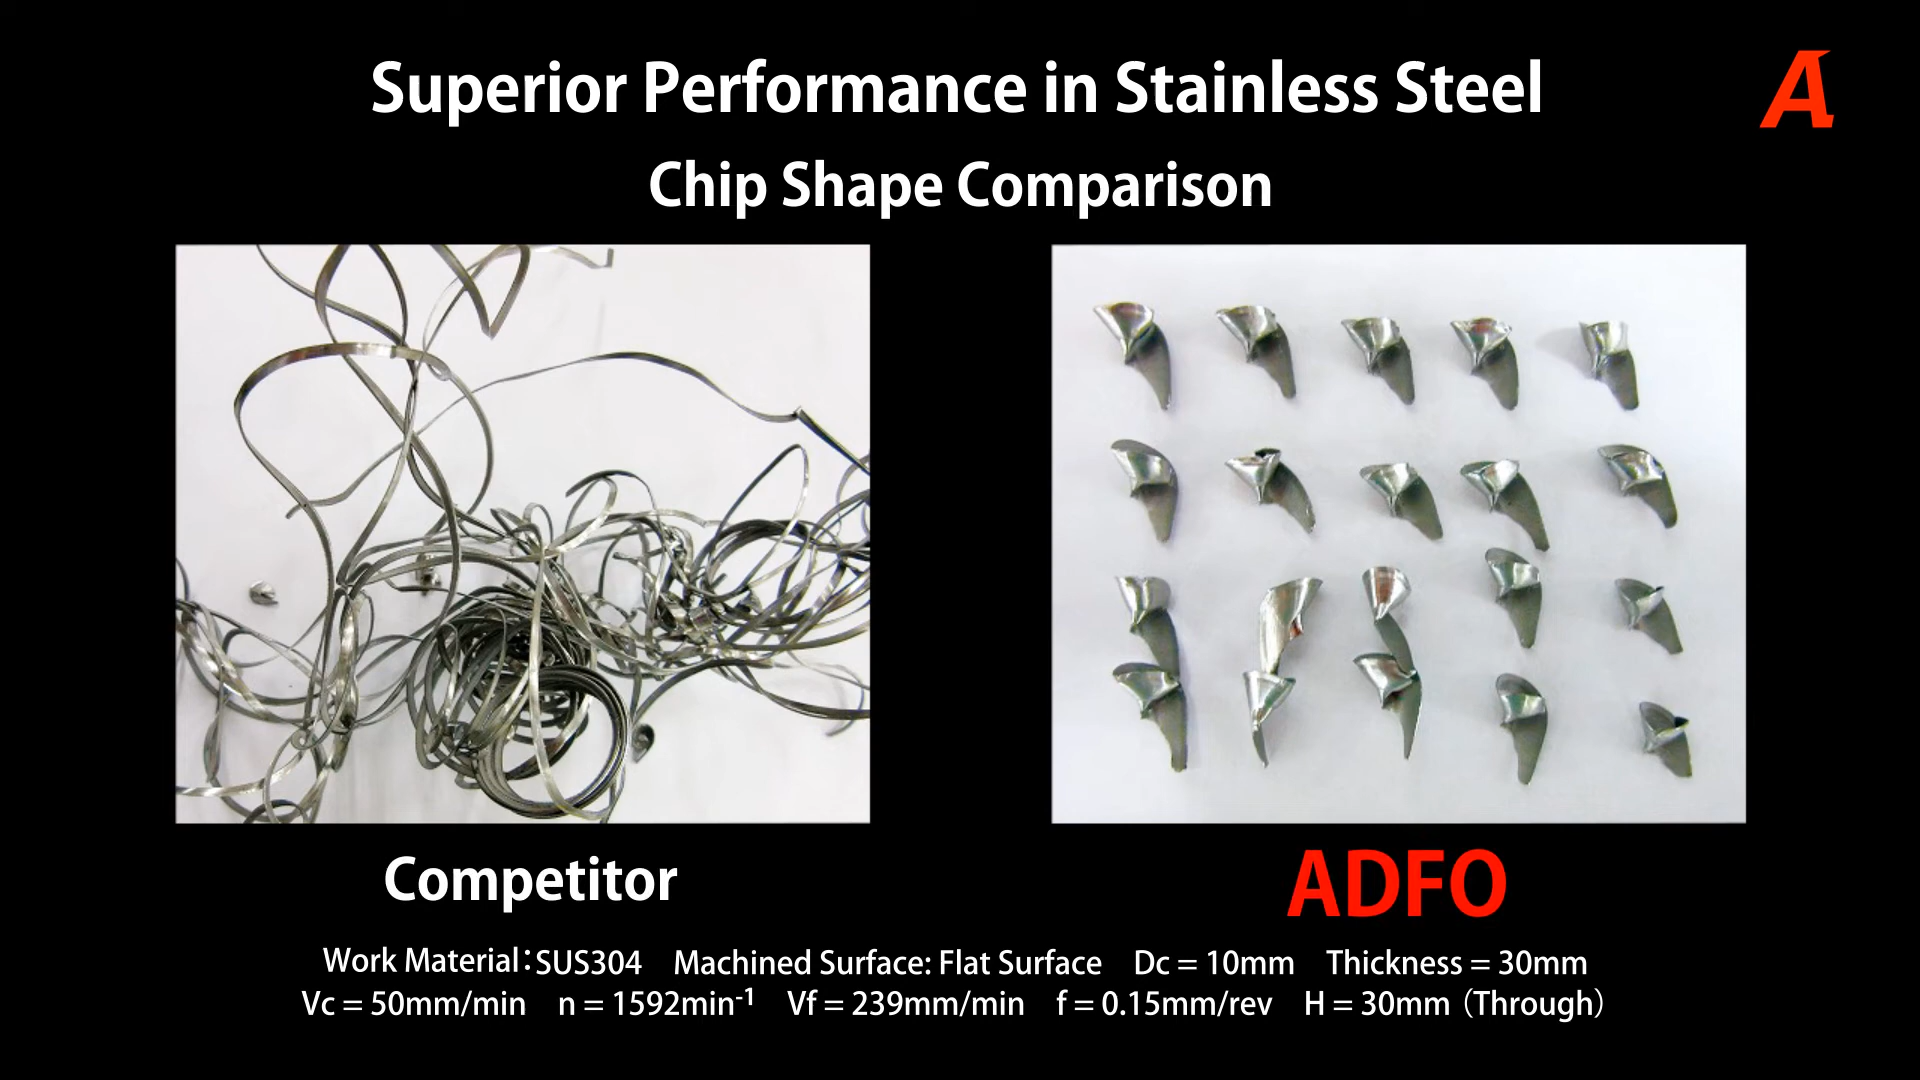 Superior Performance in Stainless Steel
A
Chip Shape Comparison
Competitor
ADFO
Work Material：SUS304 Machined Surface: Flat Surface Dc = 10mm Thickness = 30mm
Vc = 50mm/min n = 1592min⁻¹ Vf = 239mm/min f = 0.15mm/rev H = 30mm（Through）